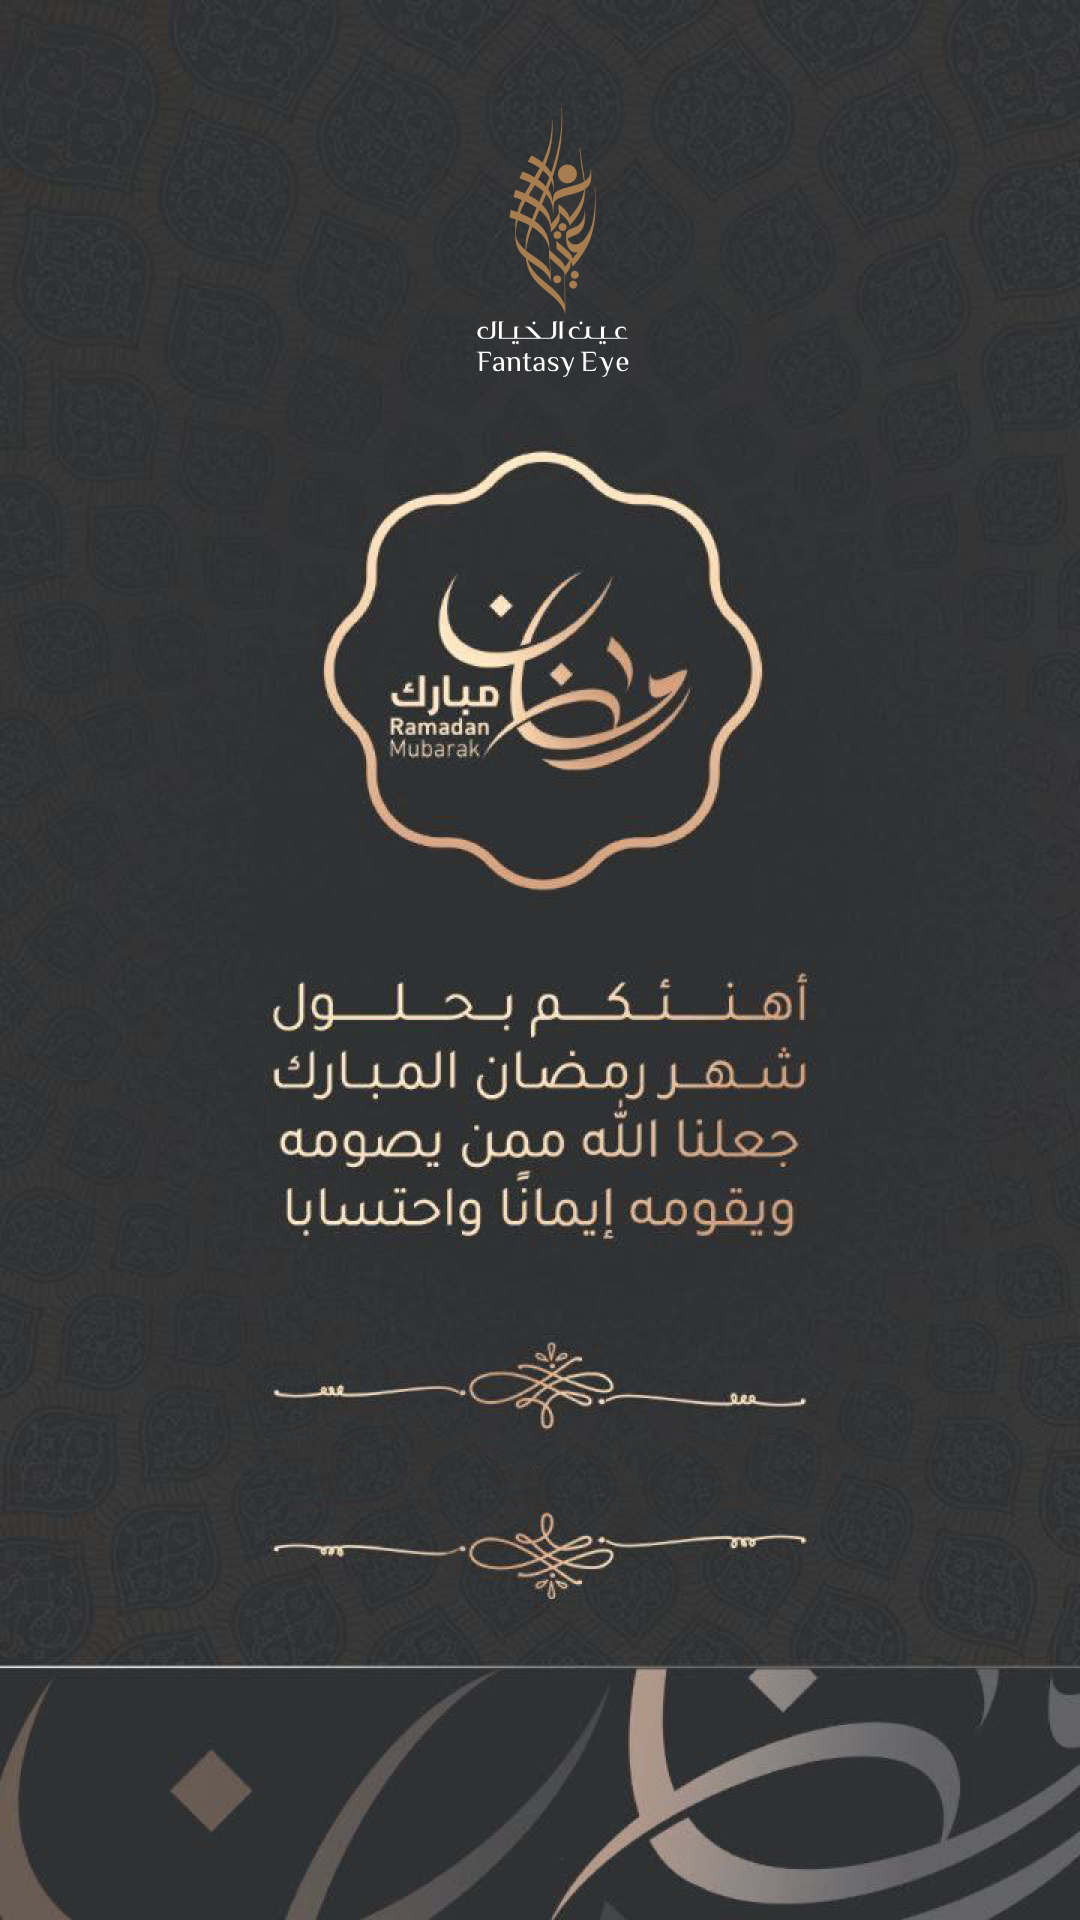 عين الخيال
Fantasy Eye
رمضان
مبارك
Ramadan
Mubarak
أهنئكم بحلول
شهر رمضان المبارك
جعلنا الله ممن يصومه
ويقومه إيمانًا واحتسابا